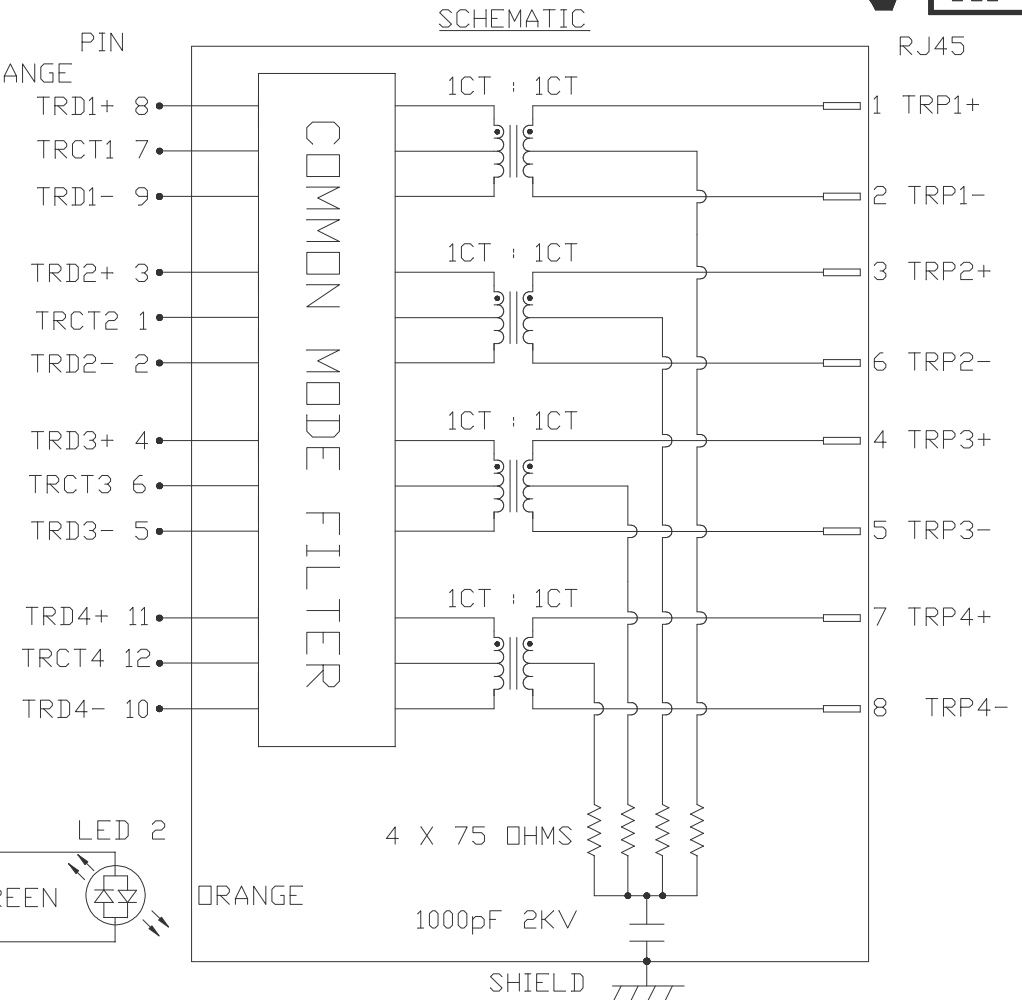 SCHEMATIC
PIN
RJ45
ANGE
1CT : 1CT
TRD1+ 8
1 TRP1+
TRCT1 7
TRD1- 9
2 TRP1-
1CT : 1CT
TRD2+ 3
3 TRP2+
TRCT2 1
TRD2- 2
6 TRP2-
1CT : 1CT
TRD3+ 4
4 TRP3+
TRCT3 6
TRD3- 5
5 TRP3-
1CT : 1CT
TRD4+ 11
7 TRP4+
TRCT4 12
TRD4- 10
8 TRP4-
COMMON MODE FILTER
LED 2
4 X 75 OHMS
REEN
ORANGE
1000pF 2KV
SHIELD